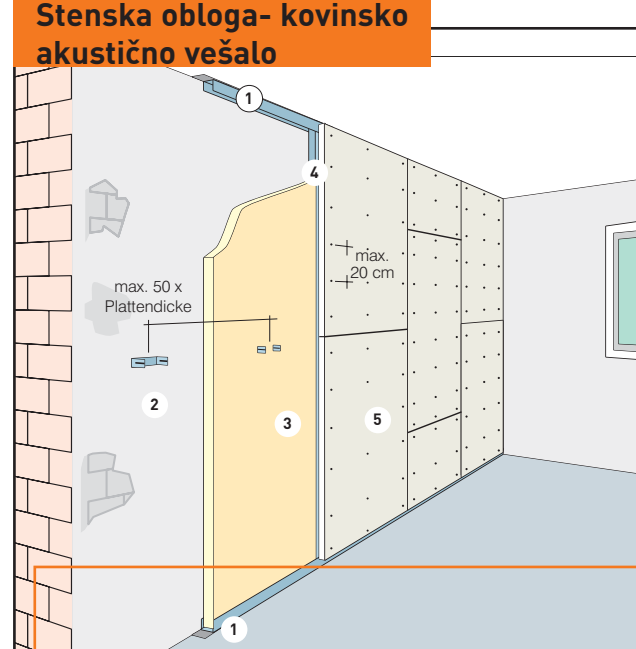 Stenska obloga- kovinsko
akustično vešalo
1
4
max.
20 cm
max. 50 x
Plattendicke
2
3
5
1